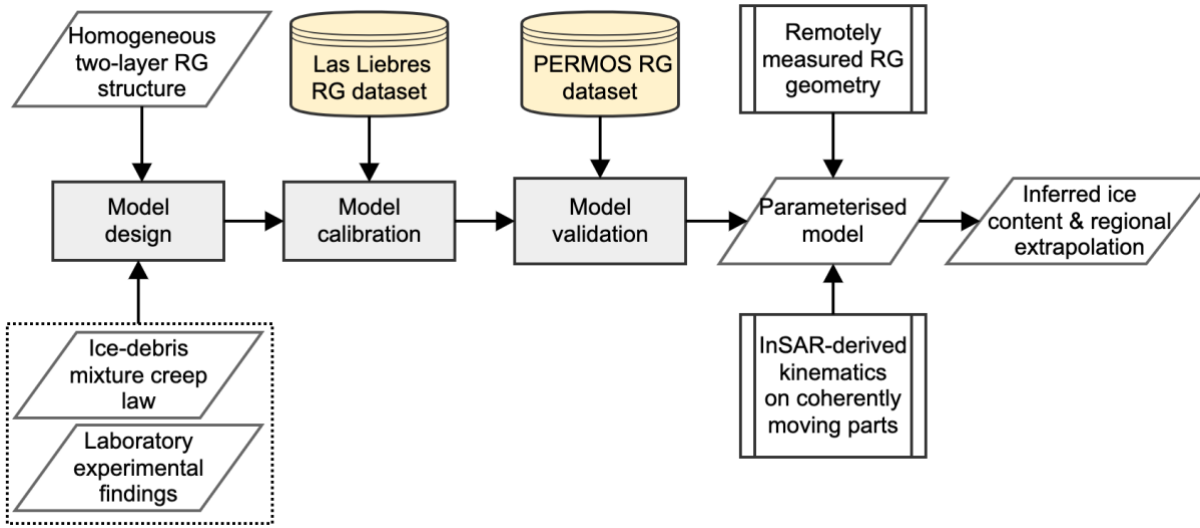 Homogeneous
two-layer RG
structure
Las Liebres
RG dataset
PERMOS RG
dataset
Remotely
measured RG
geometry
Model
design
Model
calibration
Model
validation
Parameterised
model
Inferred ice
content & regional
extrapolation
Ice-debris
mixture creep
law
Laboratory
experimental
findings
InSAR-derived
kinematics
on coherently
moving parts